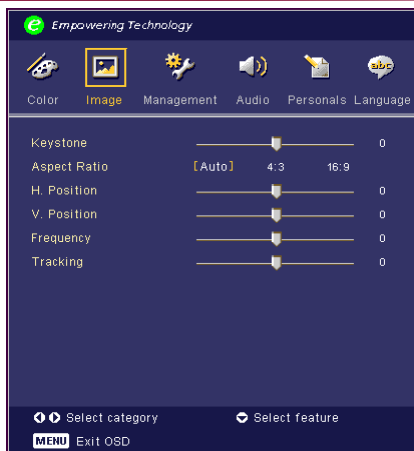 e Empowering Technology
abc
Color Image Management Audio Personals Language
Keystone 0
Aspect Ratio [Auto] 4:3 16:9
H. Position 0
V. Position 0
Frequency 0
Tracking 0
Select category Select feature
MENU Exit OSD